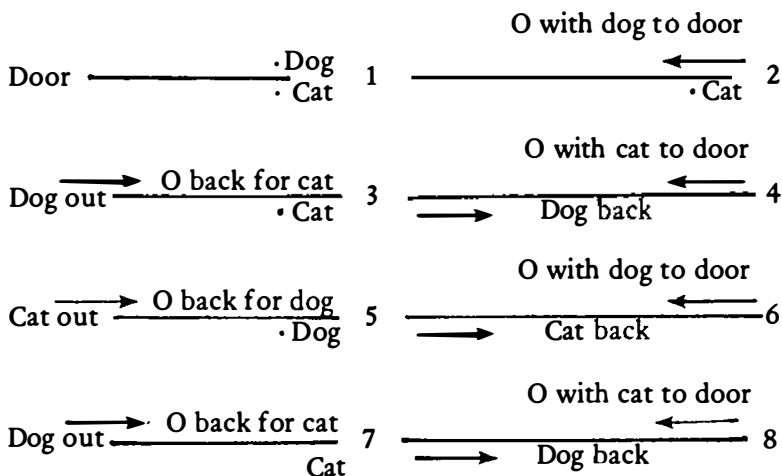 O with dog to door
Door · Dog 1 2
· Cat · Cat
O with cat to door
O back for cat
Dog out · Cat 3 Dog back 4
O with dog to door
O back for dog
Cat out · Dog 5 Cat back 6
O with cat to door
O back for cat
Dog out 7 Dog back 8
Cat